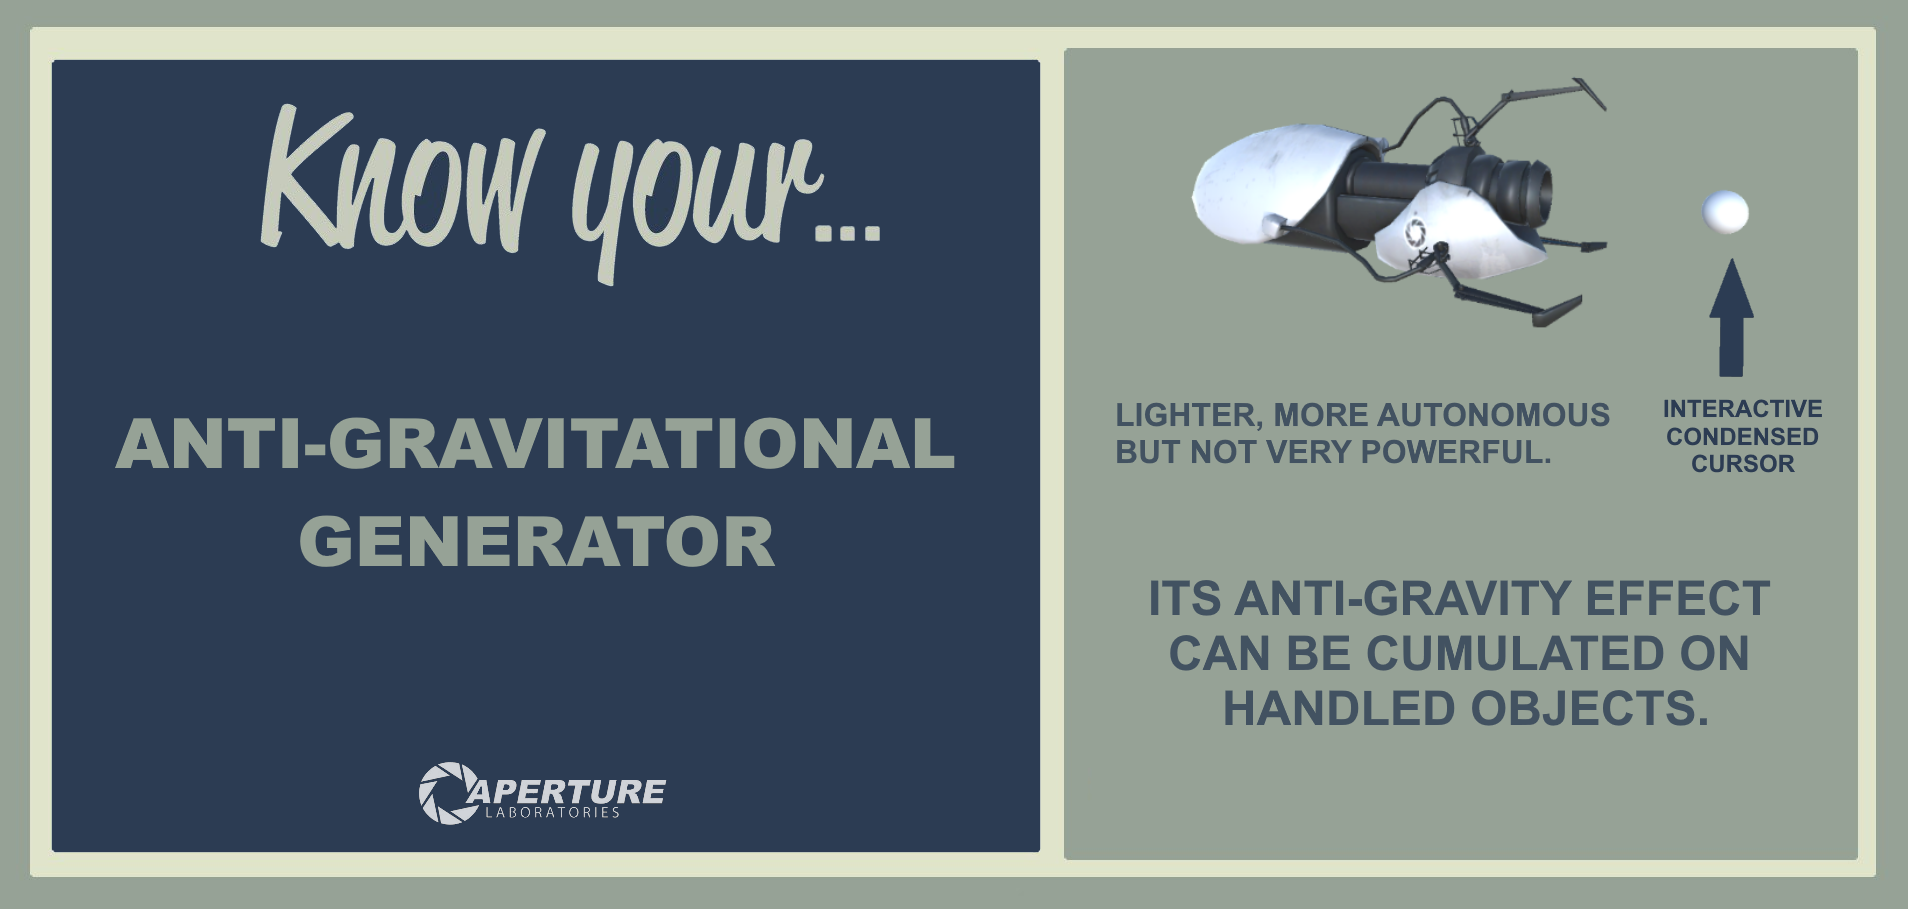 Know your...
ANTI-GRAVITATIONAL
GENERATOR
APERTURE
LABORATORIES
LIGHTER, MORE AUTONOMOUS
BUT NOT VERY POWERFUL.
INTERACTIVE
CONDENSED
CURSOR
ITS ANTI-GRAVITY EFFECT
CAN BE CUMULATED ON
HANDLED OBJECTS.